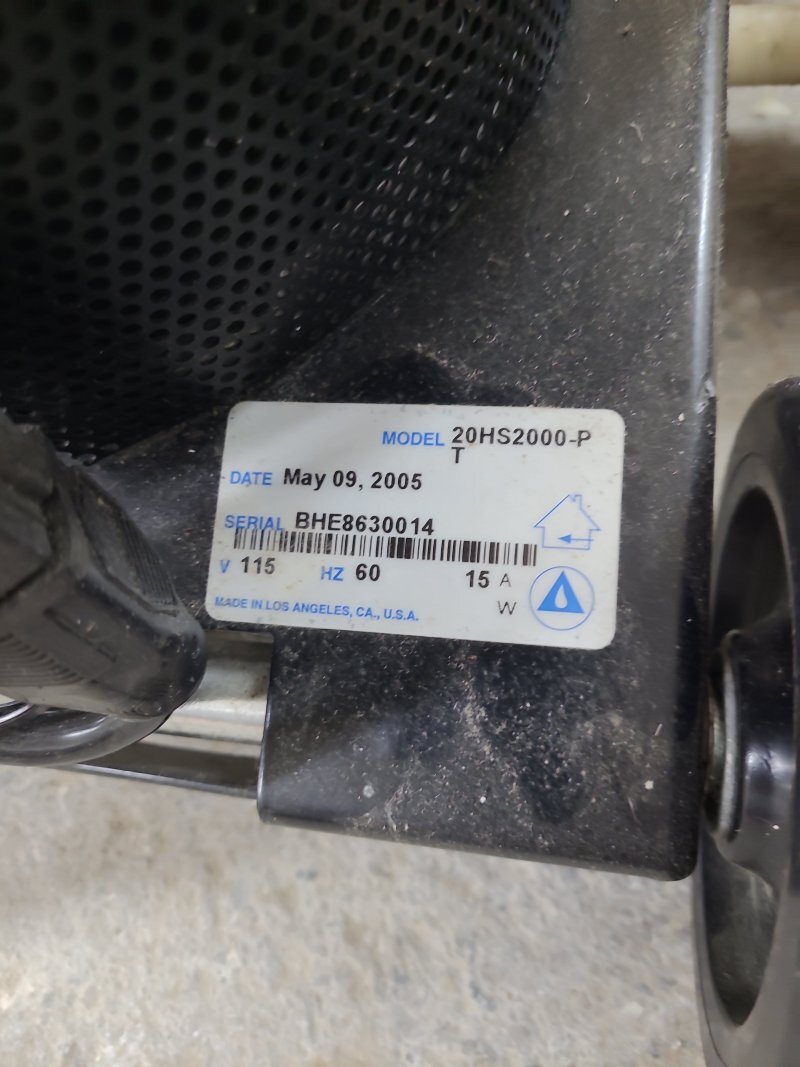 MODEL 20HS2000-P
T
DATE May 09, 2005
SERIAL BHE8630014
V 115 HZ 60 15 A
W
MADE IN LOS ANGELES, CA., U.S.A.